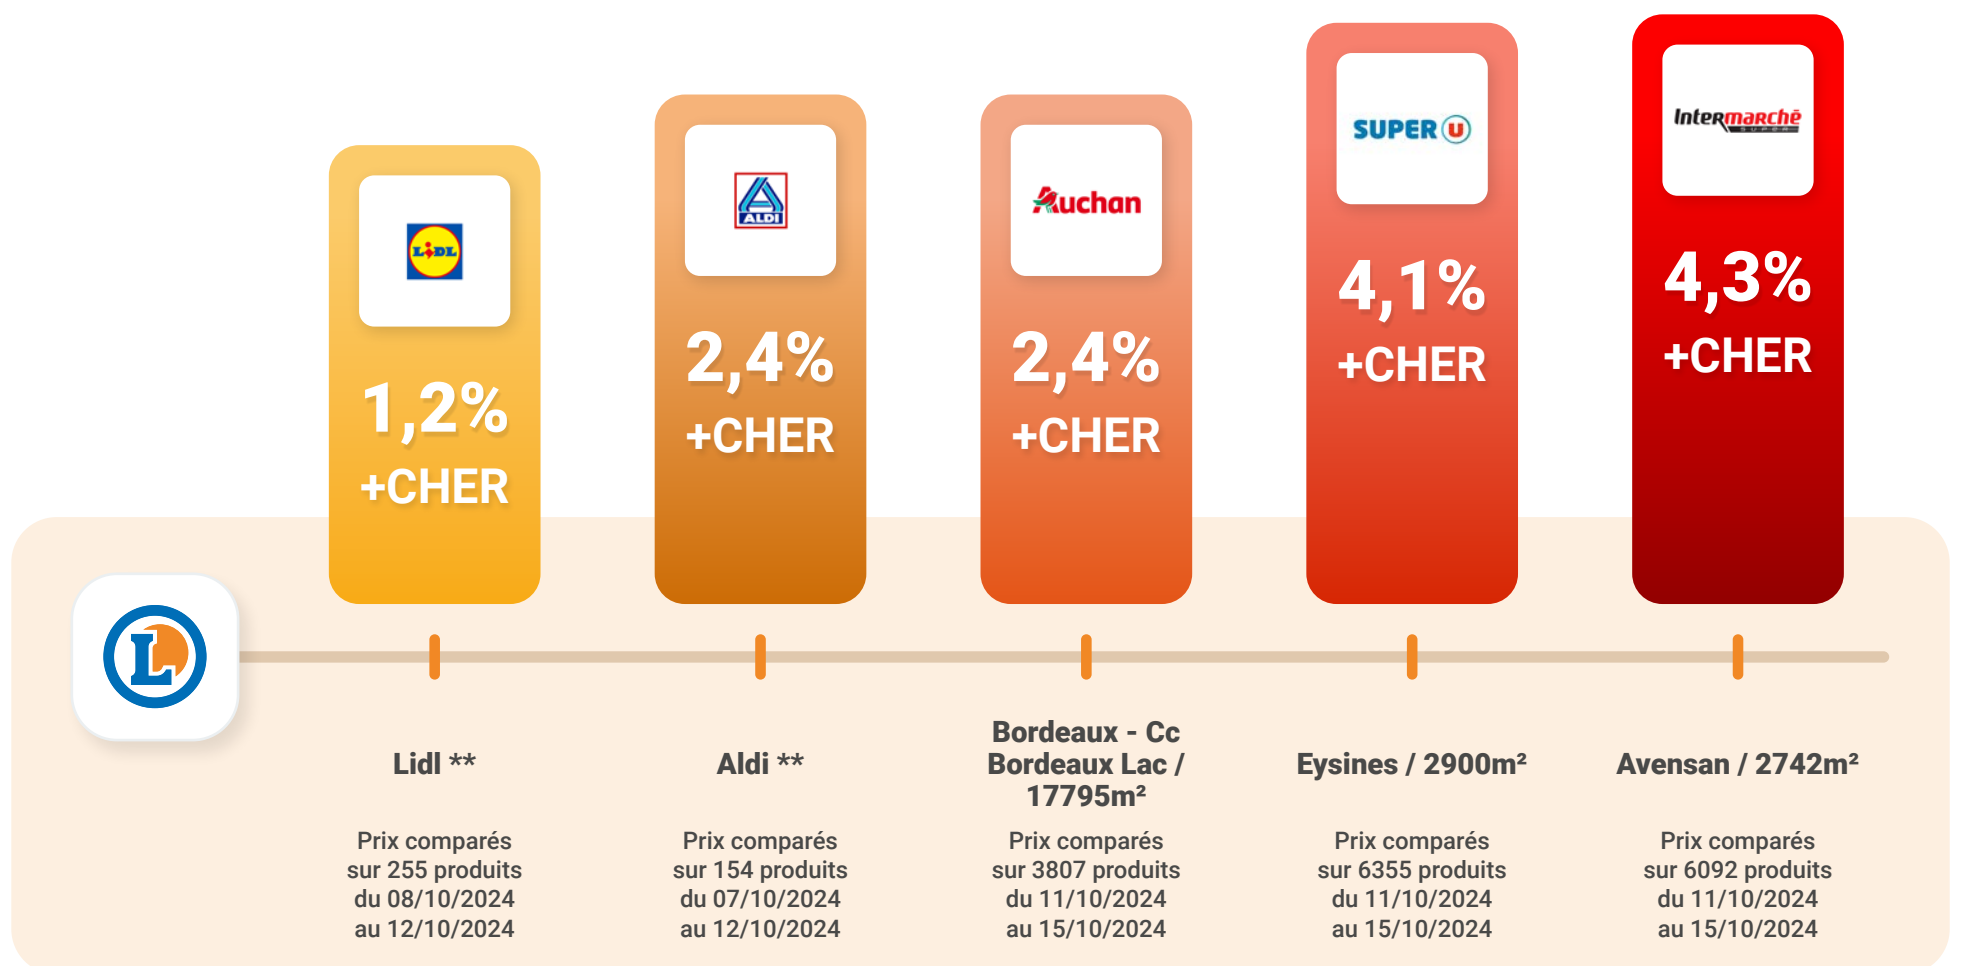 LIDL
1,2%
+CHER
ALDI
2,4%
+CHER
Auchan
2,4%
+CHER
SUPER U
4,1%
+CHER
Intermarchē
SUPER
4,3%
+CHER
L
Lidl **
Prix comparés
sur 255 produits
du 08/10/2024
au 12/10/2024
Aldi **
Prix comparés
sur 154 produits
du 07/10/2024
au 12/10/2024
Bordeaux - Cc
Bordeaux Lac /
17795m²
Prix comparés
sur 3807 produits
du 11/10/2024
au 15/10/2024
Eysines / 2900m²
Prix comparés
sur 6355 produits
du 11/10/2024
au 15/10/2024
Avensan / 2742m²
Prix comparés
sur 6092 produits
du 11/10/2024
au 15/10/2024